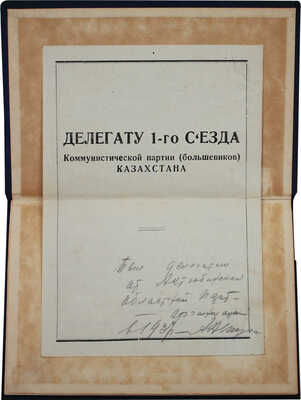 ДЕЛЕГАТУ 1-го С'ЕЗДА
Коммунистической партии (большевиков)
КАЗАХСТАНА
Был делегатом
от Актюбинской
областной парт-
организации
в 1937